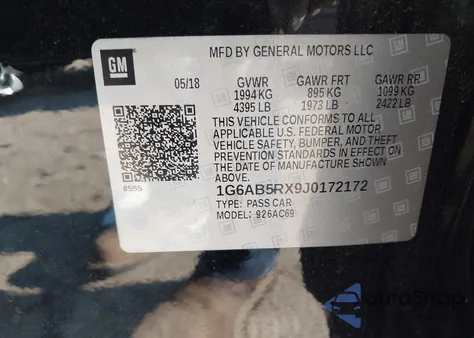 GM
MFD BY GENERAL MOTORS LLC
05/18 GVWR GAWR FRT GAWR RR
1994 KG 895 KG 1099 KG
4395 LB 1973 LB 2422 LB
THIS VEHICLE CONFORMS TO ALL
APPLICABLE U.S. FEDERAL MOTOR
VEHICLE SAFETY, BUMPER, AND THEFT
PREVENTION STANDARDS IN EFFECT
ON THE DATE OF MANUFACTURE SHOWN
ABOVE.
8555
1G6AB5RX9J0172172
TYPE: PASS CAR
MODEL: 926AC69
AutoSnap